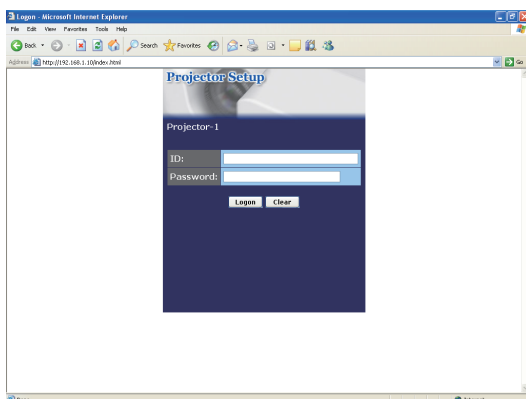 Logon - Microsoft Internet Explorer
File Edit View Favorites Tools Help
Back Search Favorites
Address http://192.168.1.10/index.html Go
Projector Setup
Projector-1
ID:
Password:
Logon Clear